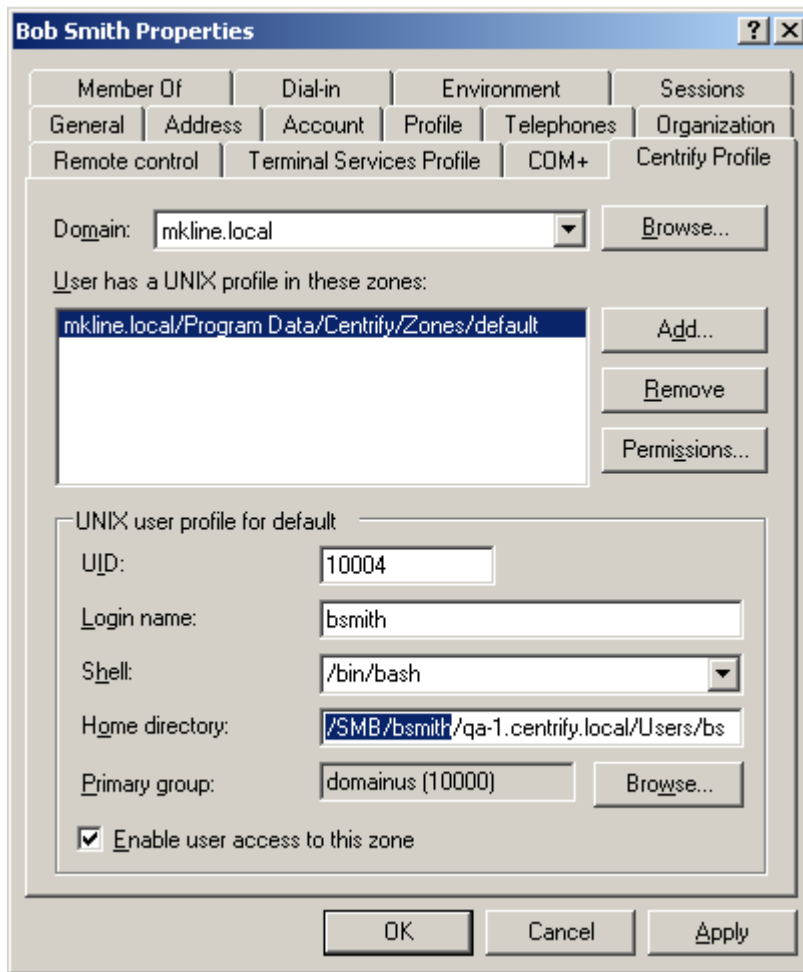 Bob Smith Properties
Member Of Dial-in Environment Sessions
General Address Account Profile Telephones Organization
Remote control Terminal Services Profile COM+ Centrify Profile
Domain: mkline.local Browse...
User has a UNIX profile in these zones:
mkline.local/Program Data/Centrify/Zones/default Add...
Remove
Permissions...
UNIX user profile for default
UID: 10004
Login name: bsmith
Shell: /bin/bash
Home directory: /SMB/bsmith/qa-1.centrify.local/Users/bs
Primary group: domainus (10000) Browse...
Enable user access to this zone
OK Cancel Apply